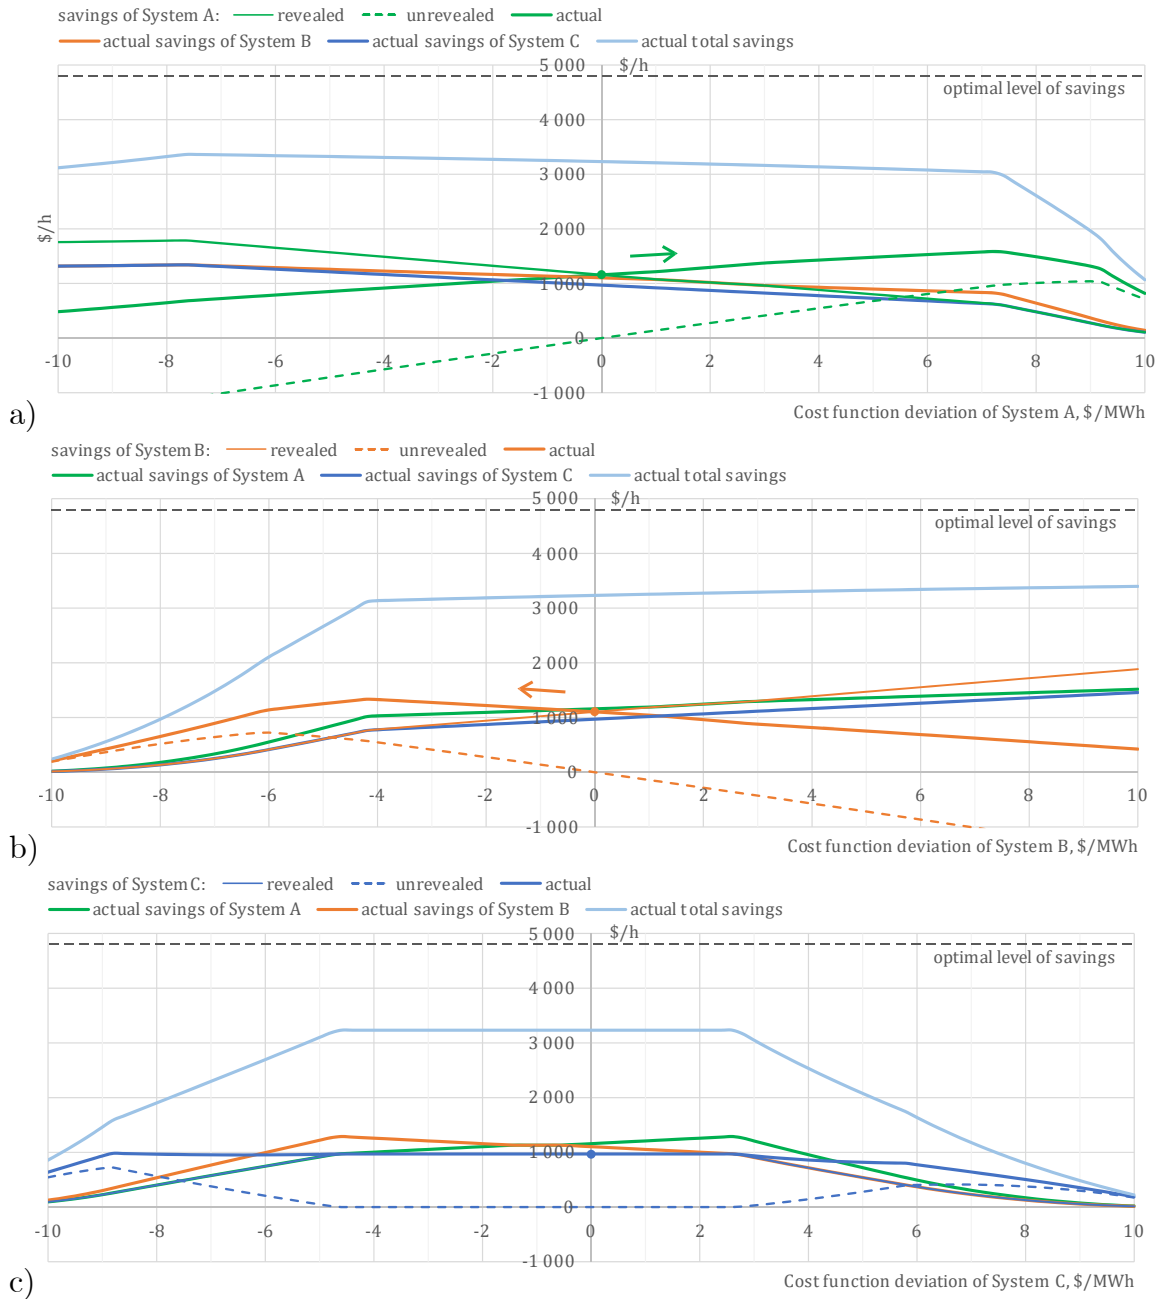 savings of System A: revealed unrevealed actual
actual savings of System B actual savings of System C actual total savings
5 000 $/h
optimal level of savings
4 000
3 000
2 000
$/h
1 000
0
-10 -8 -6 -4 -2 0 2 4 6 8 10
-1 000
a) Cost function deviation of System A, $/MWh
savings of System B: revealed unrevealed actual
actual savings of System A actual savings of System C actual total savings
5 000 $/h
optimal level of savings
4 000
3 000
2 000
1 000
0
-10 -8 -6 -4 -2 0 2 4 6 8 10
-1 000
b) Cost function deviation of System B, $/MWh
savings of System C: revealed unrevealed actual
actual savings of System A actual savings of System B actual total savings
5 000 $/h
optimal level of savings
4 000
3 000
2 000
1 000
0
-10 -8 -6 -4 -2 0 2 4 6 8 10
-1 000
c) Cost function deviation of System C, $/MWh